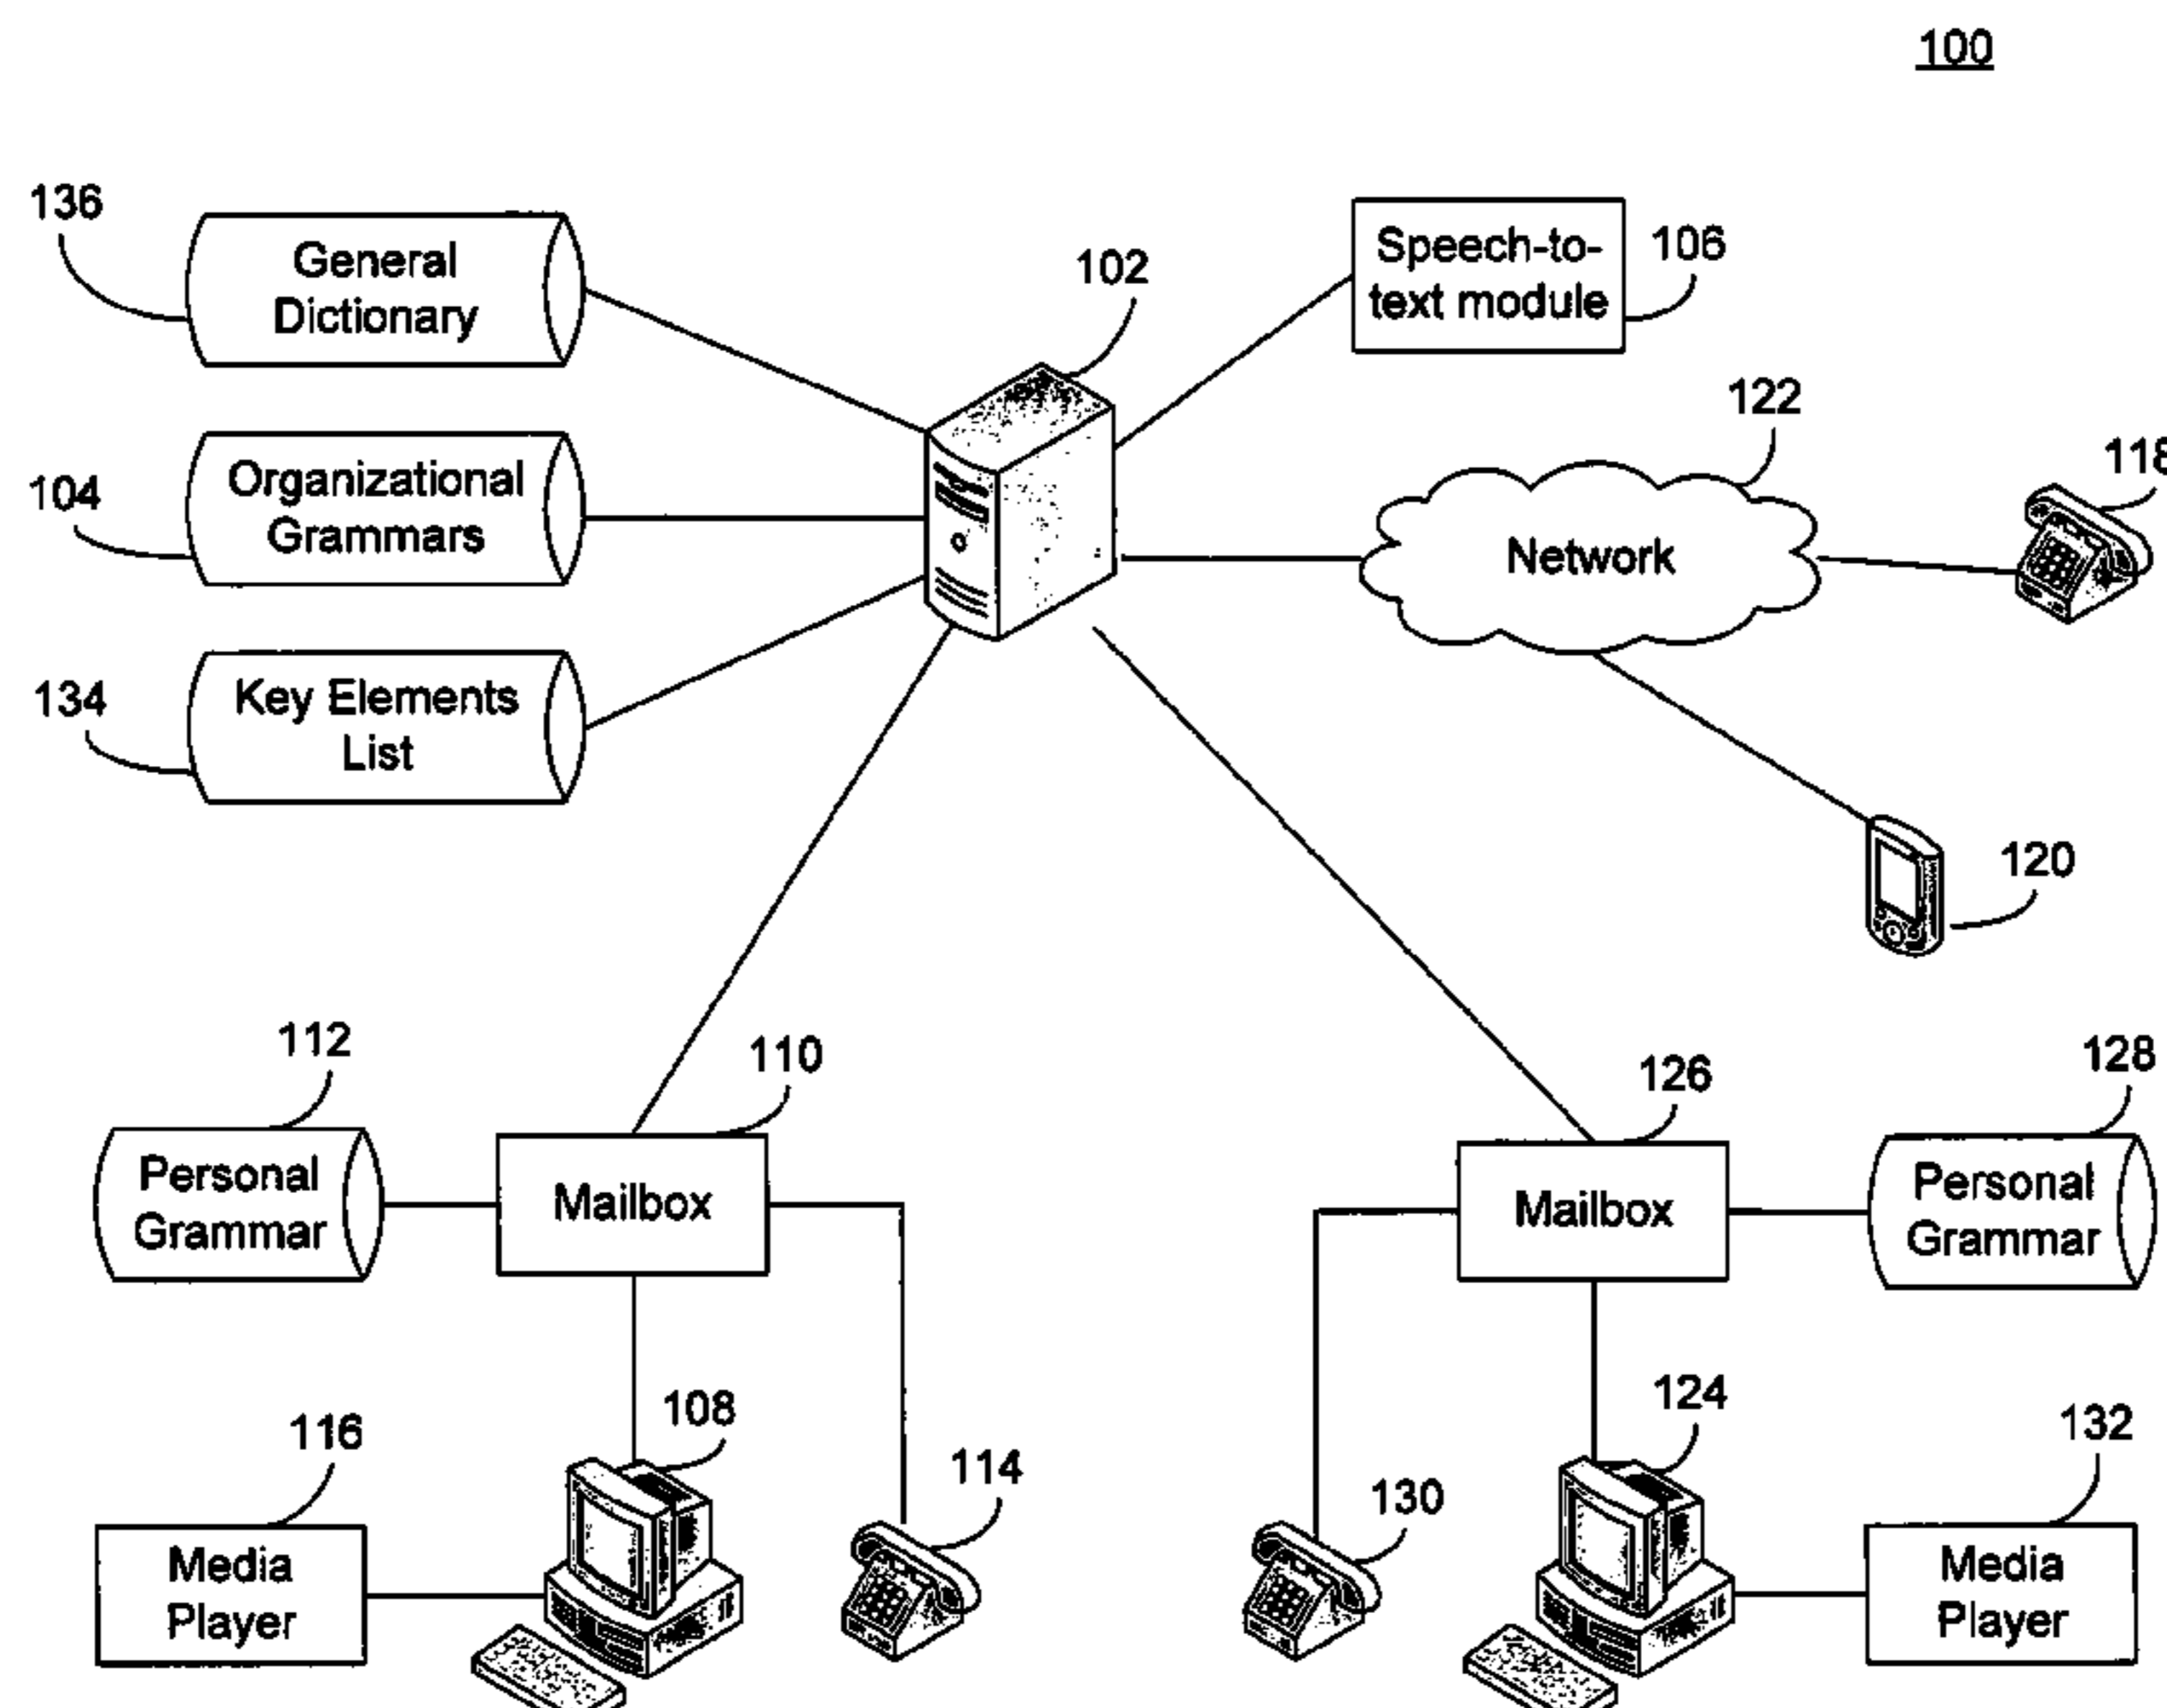 100
136
General
Dictionary
102
Speech-to-
text module
106
104
Organizational
Grammars
122
Network
118
134
Key Elements
List
120
112
Personal
Grammar
110
Mailbox
126
Mailbox
128
Personal
Grammar
116
Media
Player
108
114
130
124
132
Media
Player